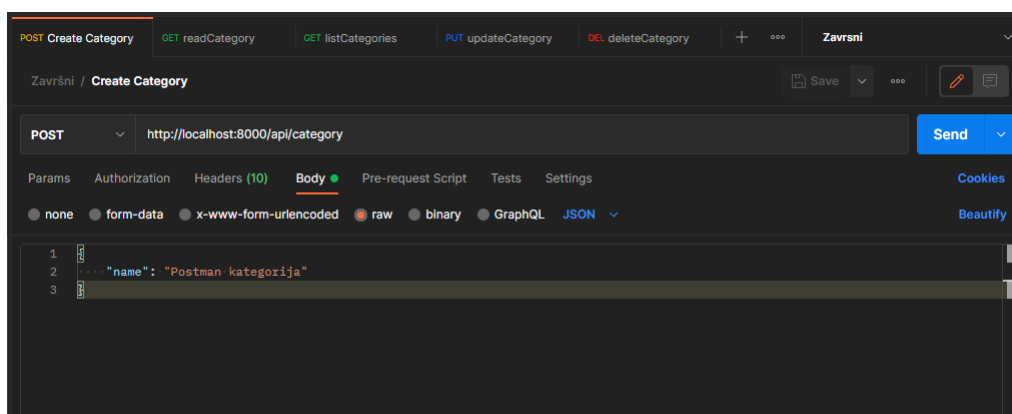 POST Create Category GET readCategory GET listCategories PUT updateCategory DEL deleteCategory Zavrsni
Završni / Create Category Save
POST http://localhost:8000/api/category Send
Params Authorization Headers (10) Body Pre-request Script Tests Settings Cookies
none form-data x-www-form-urlencoded raw binary GraphQL JSON Beautify
1 {
2 "name": "Postman kategorija"
3 }